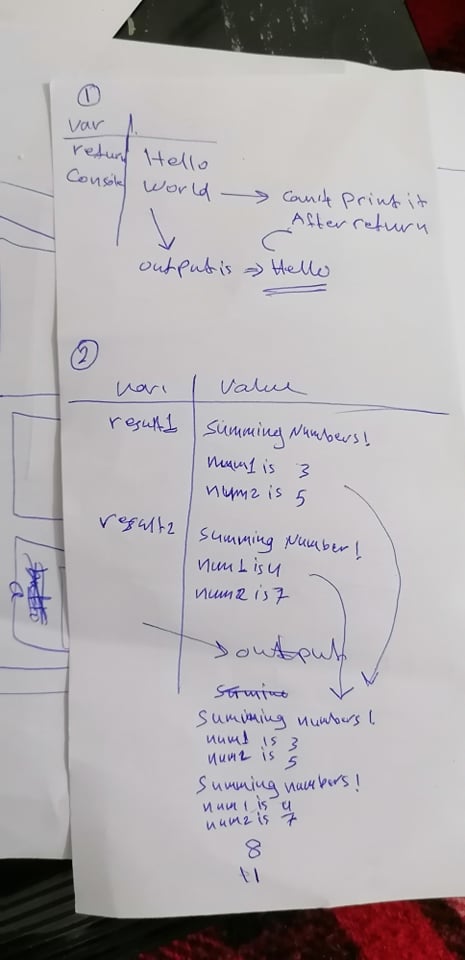 1
var
return Hello
Console World → can't print it
After return
output is ⇒ Hello
2
vari. Value
result1 Summing Numbers!
num1 is 3
num2 is 5
result2 Summing Number!
num1 is 4
num2 is 7
output
Summing numbers!
num1 is 3
num2 is 5
Summing numbers!
num1 is 4
num2 is 7
8
11